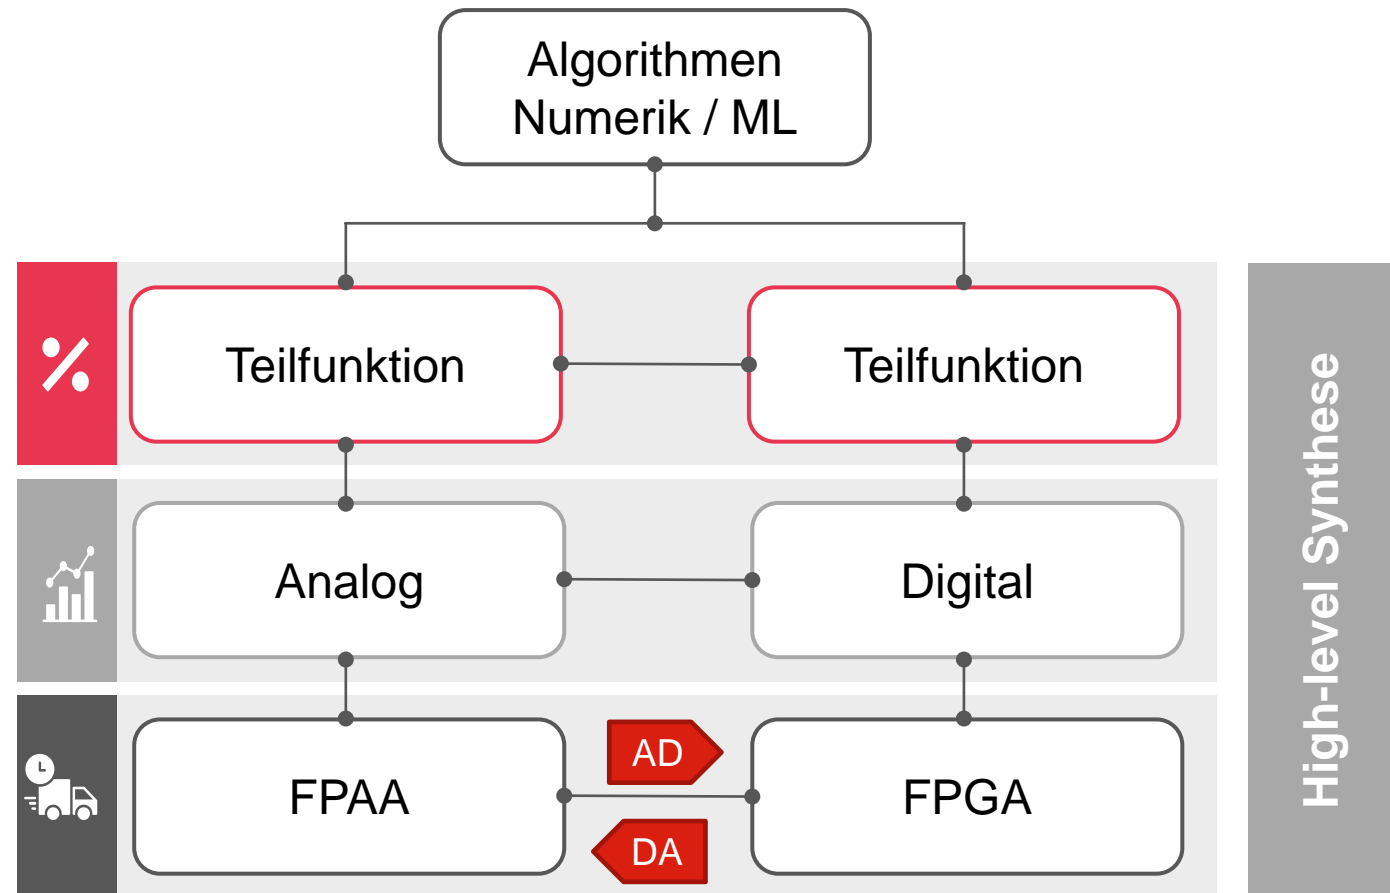 Algorithmen
Numerik / ML
Teilfunktion
Teilfunktion
Analog
Digital
FPAA
AD
DA
FPGA
High-level Synthese